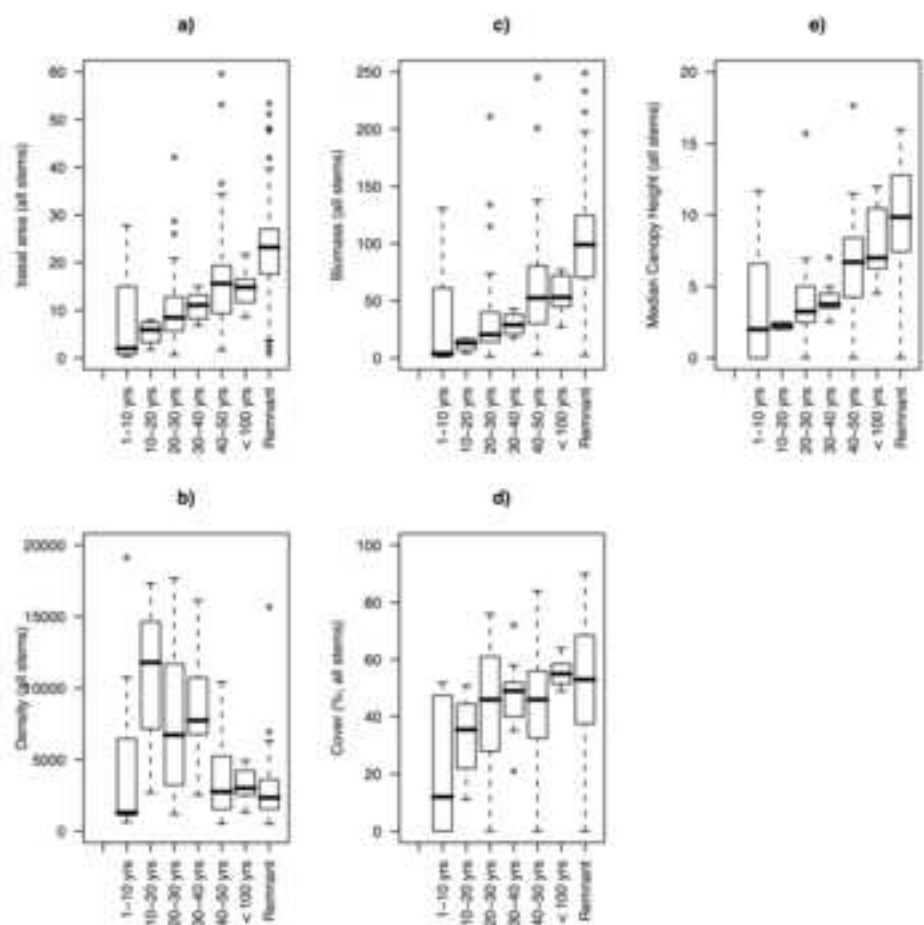 a)
basal area (all stems)
60
50
40
30
20
10
0
1-10 yrs
10-20 yrs
20-30 yrs
30-40 yrs
40-50 yrs
< 100 yrs
Remnant
c)
Biomass (all stems)
250
200
150
100
50
0
1-10 yrs
10-20 yrs
20-30 yrs
30-40 yrs
40-50 yrs
< 100 yrs
Remnant
e)
Median Canopy Height (all stems)
20
15
10
5
0
1-10 yrs
10-20 yrs
20-30 yrs
30-40 yrs
40-50 yrs
< 100 yrs
Remnant
b)
Density (all stems)
20000
15000
10000
5000
0
1-10 yrs
10-20 yrs
20-30 yrs
30-40 yrs
40-50 yrs
< 100 yrs
Remnant
d)
Cover (%, all stems)
100
80
60
40
20
0
1-10 yrs
10-20 yrs
20-30 yrs
30-40 yrs
40-50 yrs
< 100 yrs
Remnant